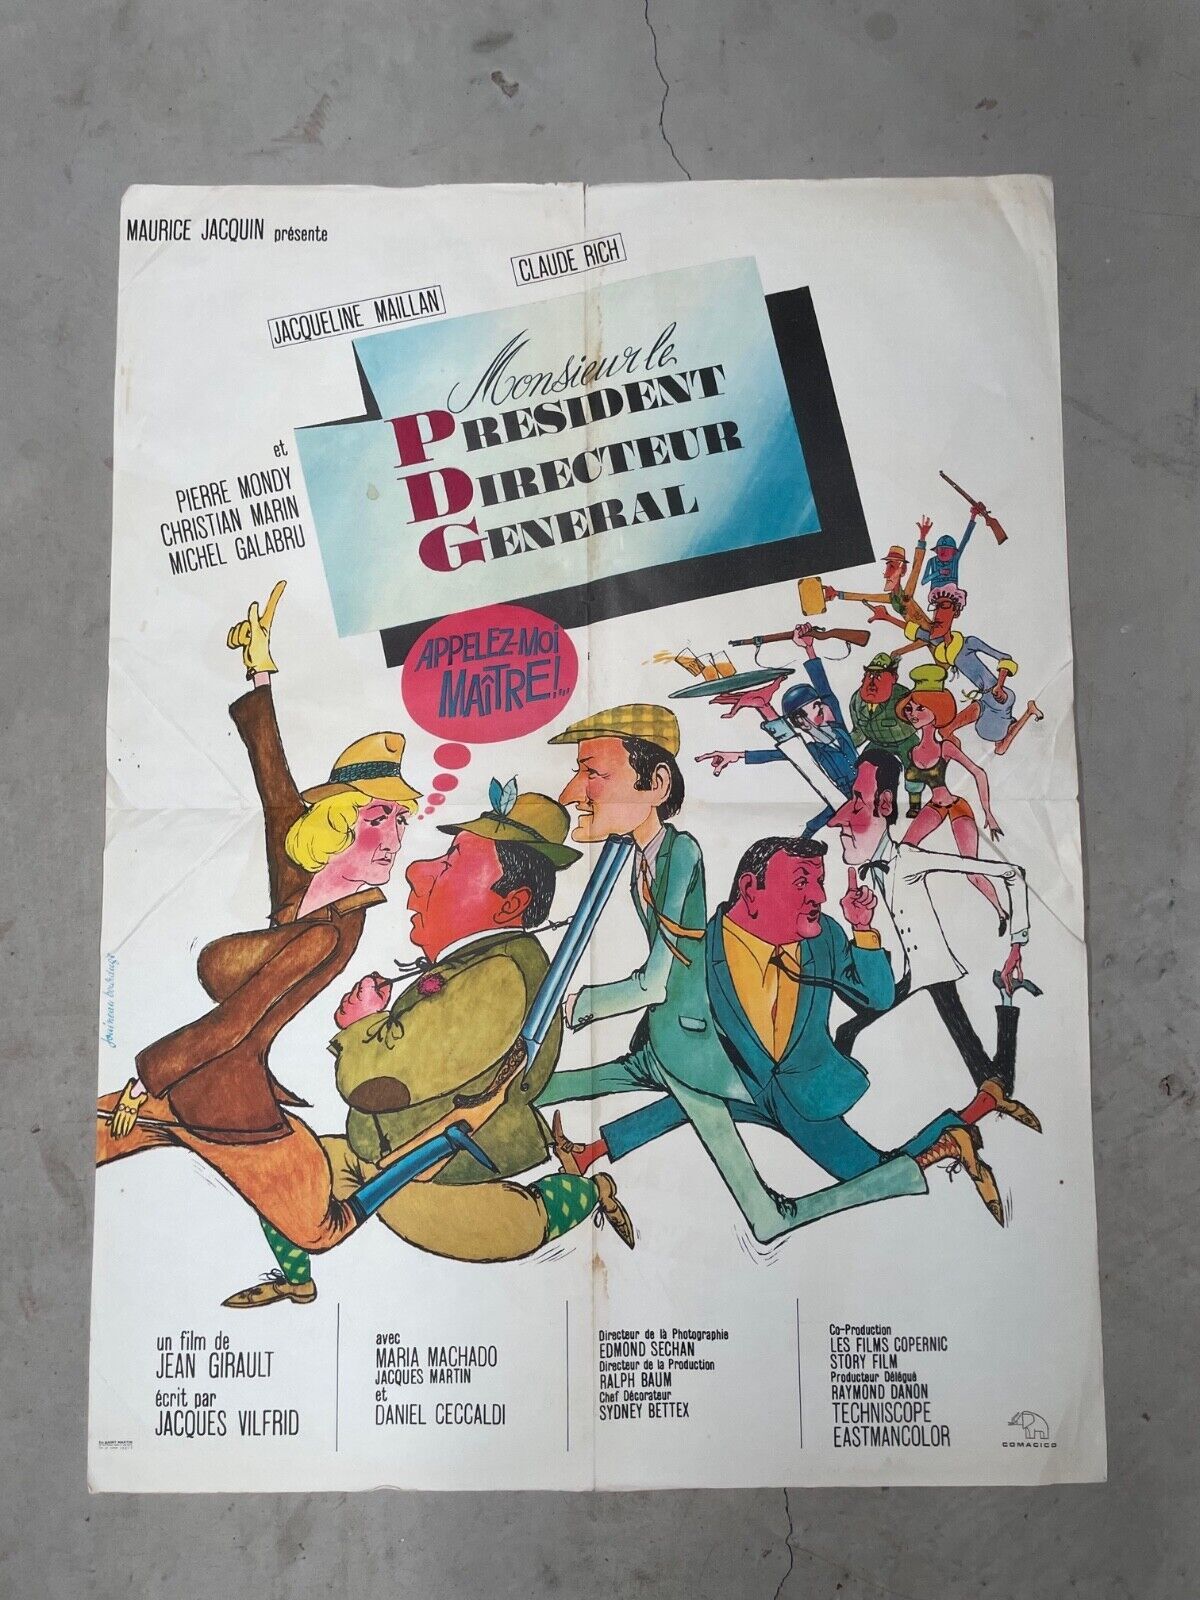 MAURICE JACQUIN présente
CLAUDE RICH
JACQUELINE MAILLAN
Monsieur le
PRESIDENT
DIRECTEUR
GENERAL
et
PIERRE MONDY
CHRISTIAN MARIN
MICHEL GALABRU
APPELEZ-MOI
MAÎTRE!...
un film de
JEAN GIRAULT
écrit par
JACQUES VILFRID
avec
MARIA MACHADO
JACQUES MARTIN
et
DANIEL CECCALDI
Directeur de là Photographie
EDMOND SECHAN
Directeur de la Production
RALPH BAUM
Chef Décorateur
SYDNEY BETTEX
Co-Production
LES FILMS COPERNIC
STORY FILM
Producteur Délégué
RAYMOND DANON
TECHNISCOPE
EASTMANCOLOR
COMACICO